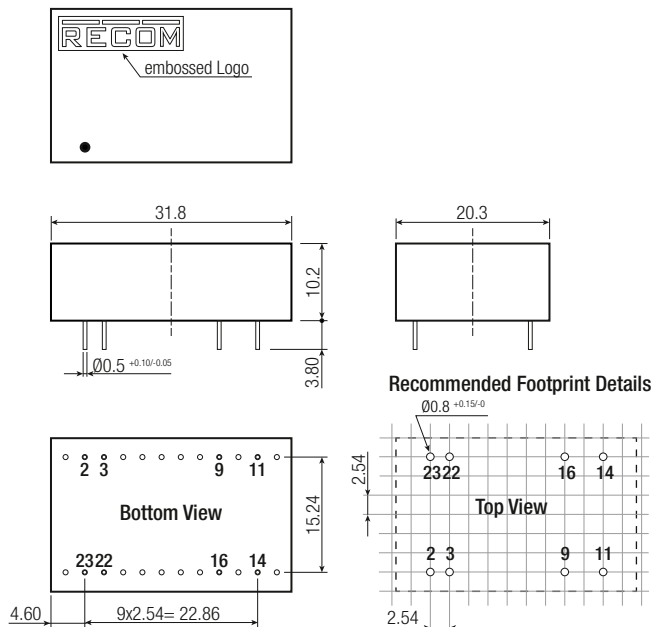 RECOM
embossed Logo
31.8
20.3
10.2
3.80
Ø0.5 +0.10/-0.05
Recommended Footprint Details
Ø0.8 +0.15/-0
2 3 9 11
Bottom View
15.24
23 22 16 14
4.60
9x2.54= 22.86
2.54
23 22 16 14
Top View
2 3 9 11
2.54